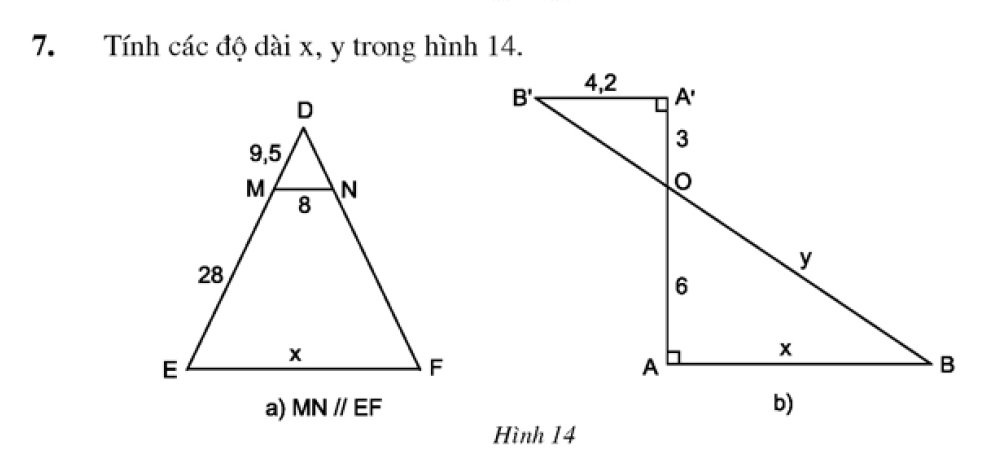 7. Tính các độ dài x, y trong hình 14.
D
9,5
M
N
8
28
x
E
F
a) MN // EF
B'
4,2
A'
3
O
y
6
x
A
B
b)
Hình 14